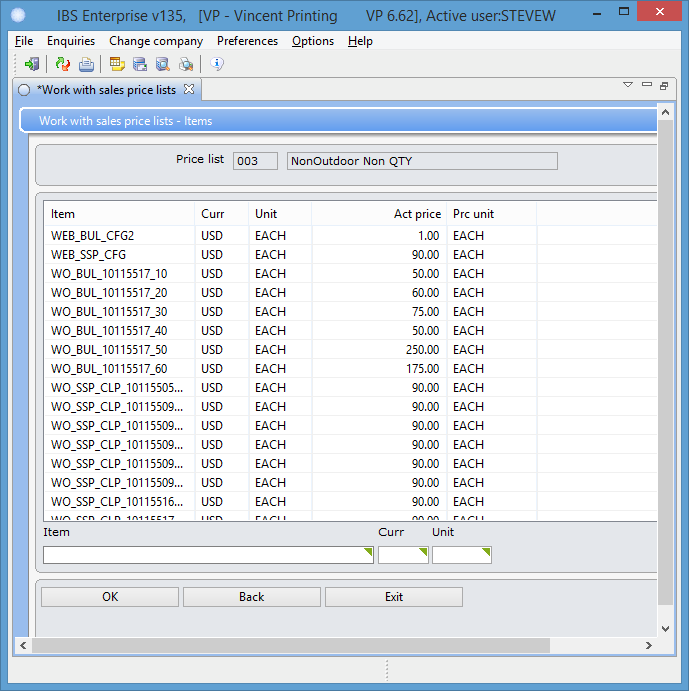 IBS Enterprise v135, [VP - Vincent Printing VP 6.62], Active user:STEVEW
File Enquiries Change company Preferences Options Help
*Work with sales price lists
Work with sales price lists - Items
Price list 003 NonOutdoor Non QTY
Item Curr Unit Act price Prc unit
WEB_BUL_CFG2 USD EACH 1.00 EACH
WEB_SSP_CFG USD EACH 90.00 EACH
WO_BUL_10115517_10 USD EACH 50.00 EACH
WO_BUL_10115517_20 USD EACH 60.00 EACH
WO_BUL_10115517_30 USD EACH 75.00 EACH
WO_BUL_10115517_40 USD EACH 50.00 EACH
WO_BUL_10115517_50 USD EACH 250.00 EACH
WO_BUL_10115517_60 USD EACH 175.00 EACH
WO_SSP_CLP_10115505... USD EACH 90.00 EACH
WO_SSP_CLP_10115509... USD EACH 90.00 EACH
WO_SSP_CLP_10115509... USD EACH 90.00 EACH
WO_SSP_CLP_10115509... USD EACH 90.00 EACH
WO_SSP_CLP_10115509... USD EACH 90.00 EACH
WO_SSP_CLP_10115509... USD EACH 90.00 EACH
WO_SSP_CLP_10115516... USD EACH 90.00 EACH
WO_SSP_CLP_10115517... USD EACH 90.00 EACH
Item Curr Unit
OK Back Exit